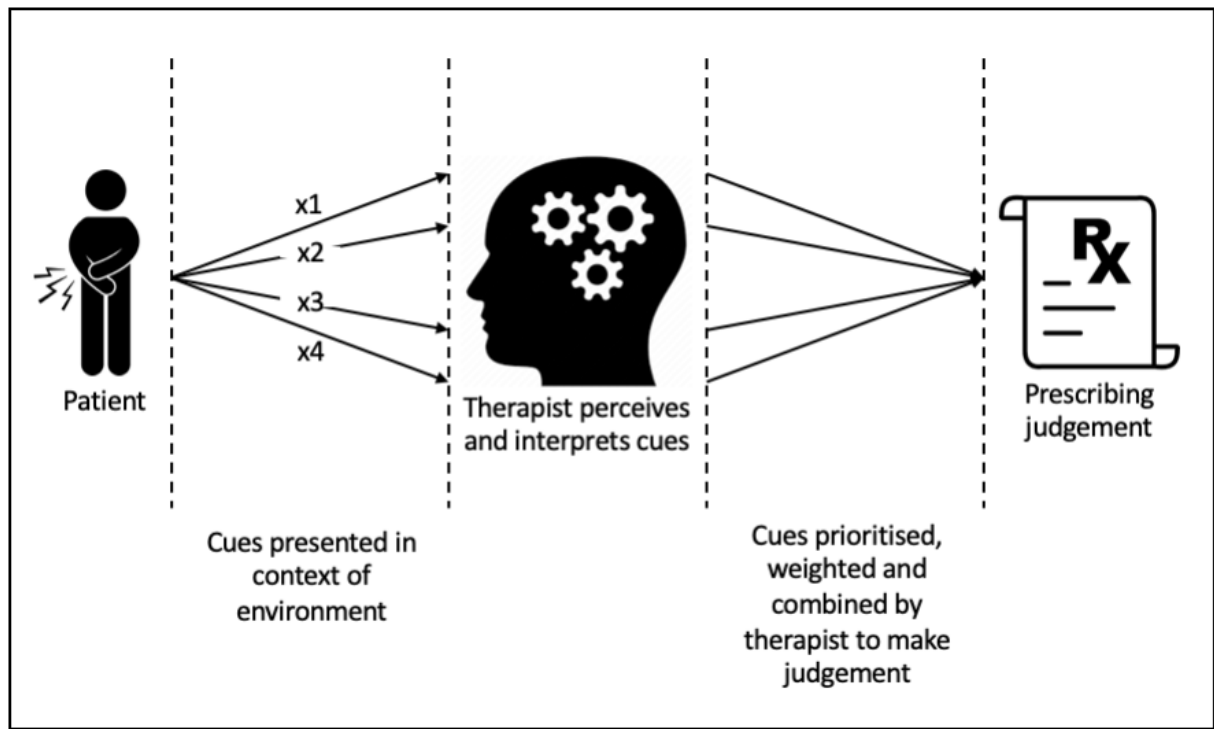 x1
x2
x3
x4
Patient
Therapist perceives
and interprets cues
Rx
Prescribing
judgement
Cues presented in
context of
environment
Cues prioritised,
weighted and
combined by
therapist to make
judgement